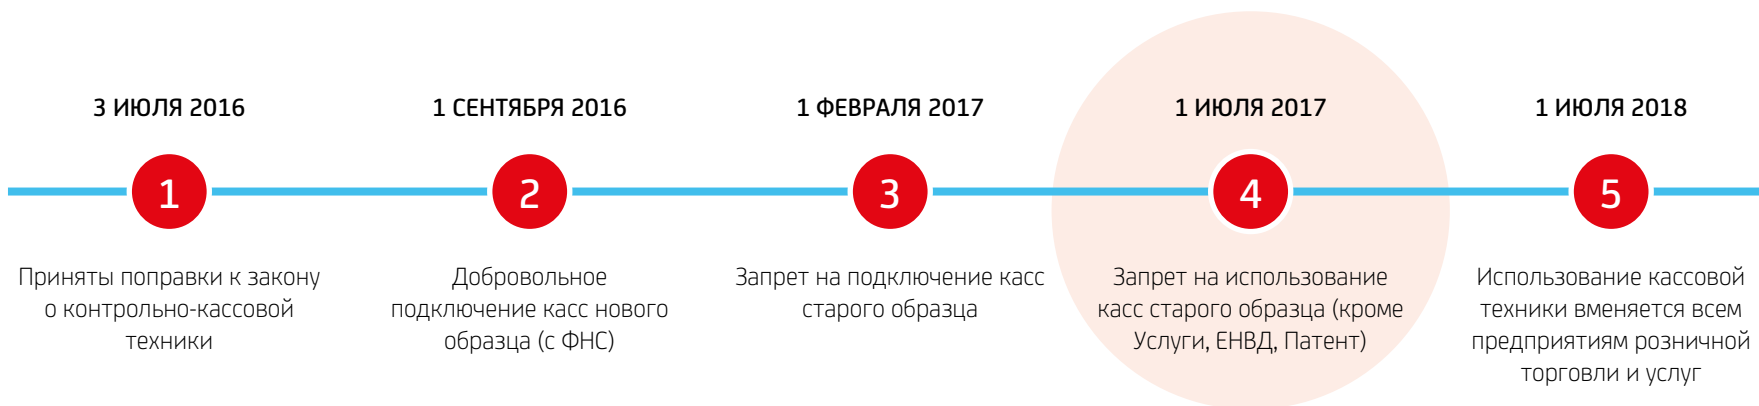 3 ИЮЛЯ 2016
1
Приняты поправки к закону
о контрольно-кассовой
техники
1 СЕНТЯБРЯ 2016
2
Добровольное
подключение касс нового
образца (с ФНС)
1 ФЕВРАЛЯ 2017
3
Запрет на подключение касс
старого образца
1 ИЮЛЯ 2017
4
Запрет на использование
касс старого образца (кроме
Услуги, ЕНВД, Патент)
1 ИЮЛЯ 2018
5
Использование кассовой
техники вменяется всем
предприятиям розничной
торговли и услуг